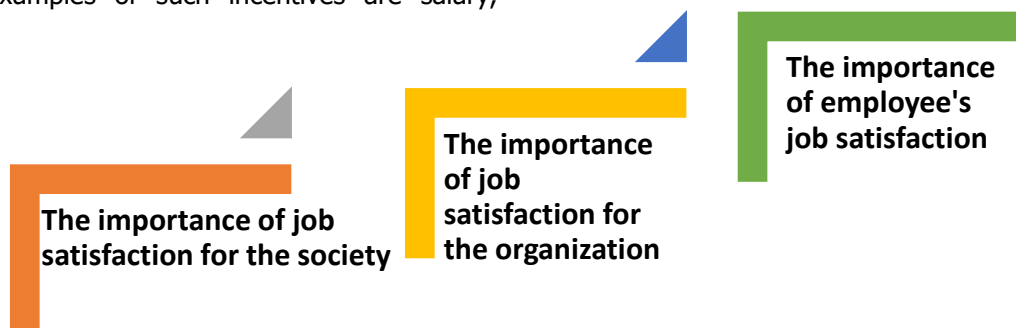 examples of such incentives are salary,
The importance of job
satisfaction for the society
The importance
of job
satisfaction for
the organization
The importance
of employee's
job satisfaction